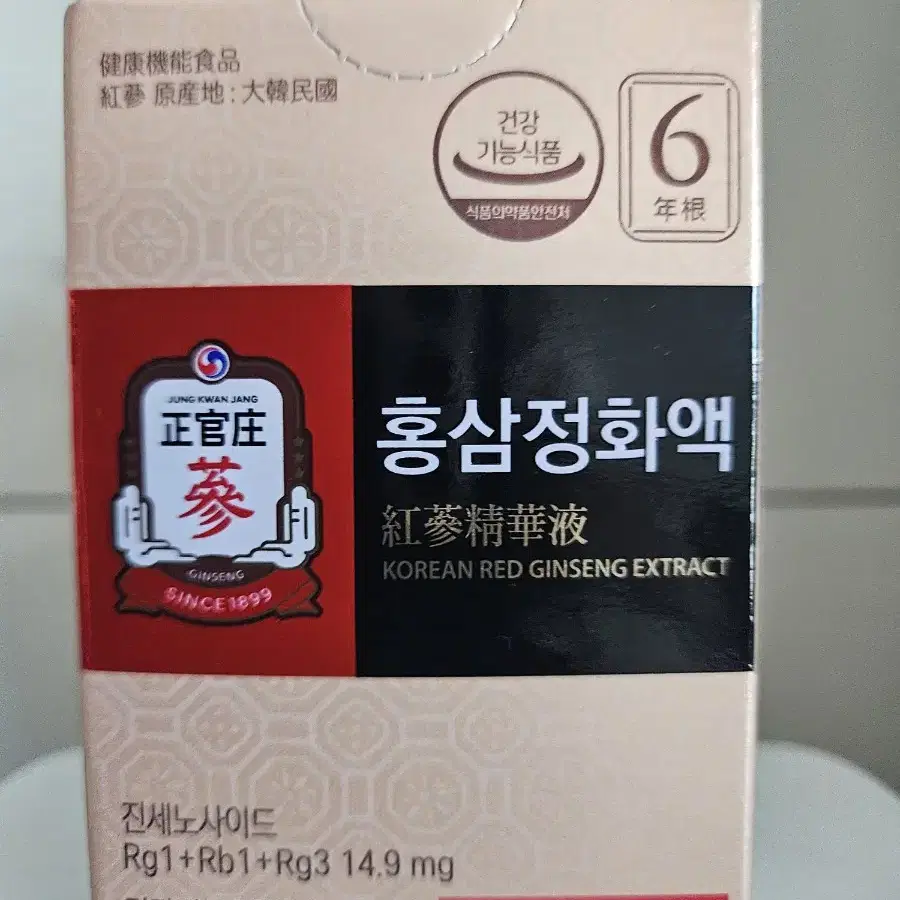 健康機能食品
紅蔘 原産地 : 大韓民國
건강
기능식품
식품의약품안전처
6
年根
JUNG KWAN JANG
正官庄
蔘
GINSENG
SINCE 1899
홍삼정화액
紅蔘精華液
KOREAN RED GINSENG EXTRACT
진세노사이드
Rg1+Rb1+Rg3 14.9 mg